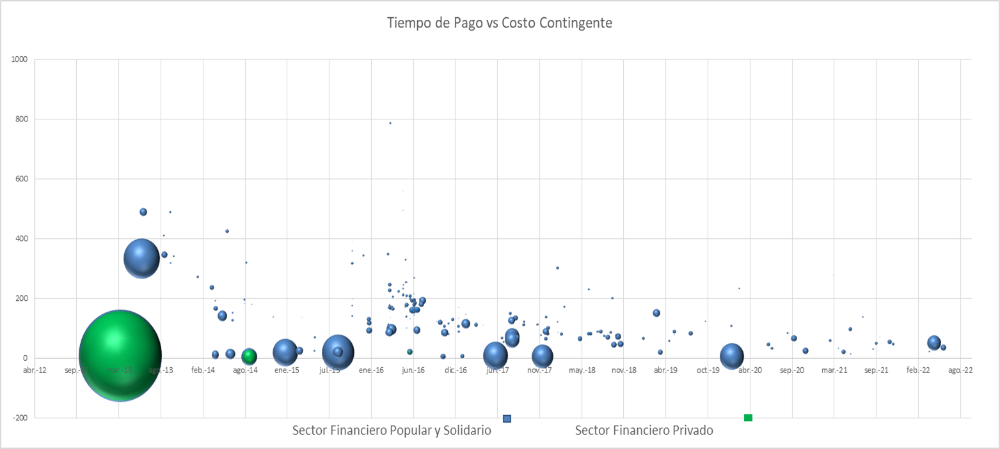 Tiempo de Pago vs Costo Contingente
1000
800
600
400
200
0
-200
abr.-12 sep.- mar.-13 ago.-13 feb.-14 ago.-14 ene.-15 jul.-15 ene.-16 jun.-16 dic.-16 jun.-17 nov.-17 may.-18 nov.-18 abr.-19 oct.-19 abr.-20 sep.-20 mar.-21 sep.-21 feb.-22 ago.-22
Sector Financiero Popular y Solidario Sector Financiero Privado